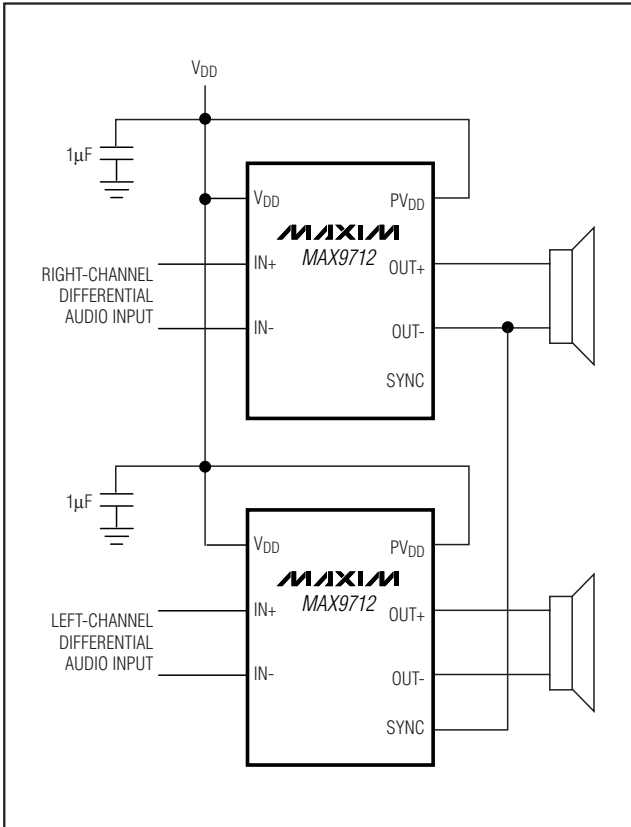 VDD
1µF
VDD
PVDD
MAXIM
MAX9712
IN+
OUT+
RIGHT-CHANNEL
DIFFERENTIAL
AUDIO INPUT
IN-
OUT-
SYNC
1µF
VDD
PVDD
MAXIM
MAX9712
IN+
OUT+
LEFT-CHANNEL
DIFFERENTIAL
AUDIO INPUT
IN-
OUT-
SYNC